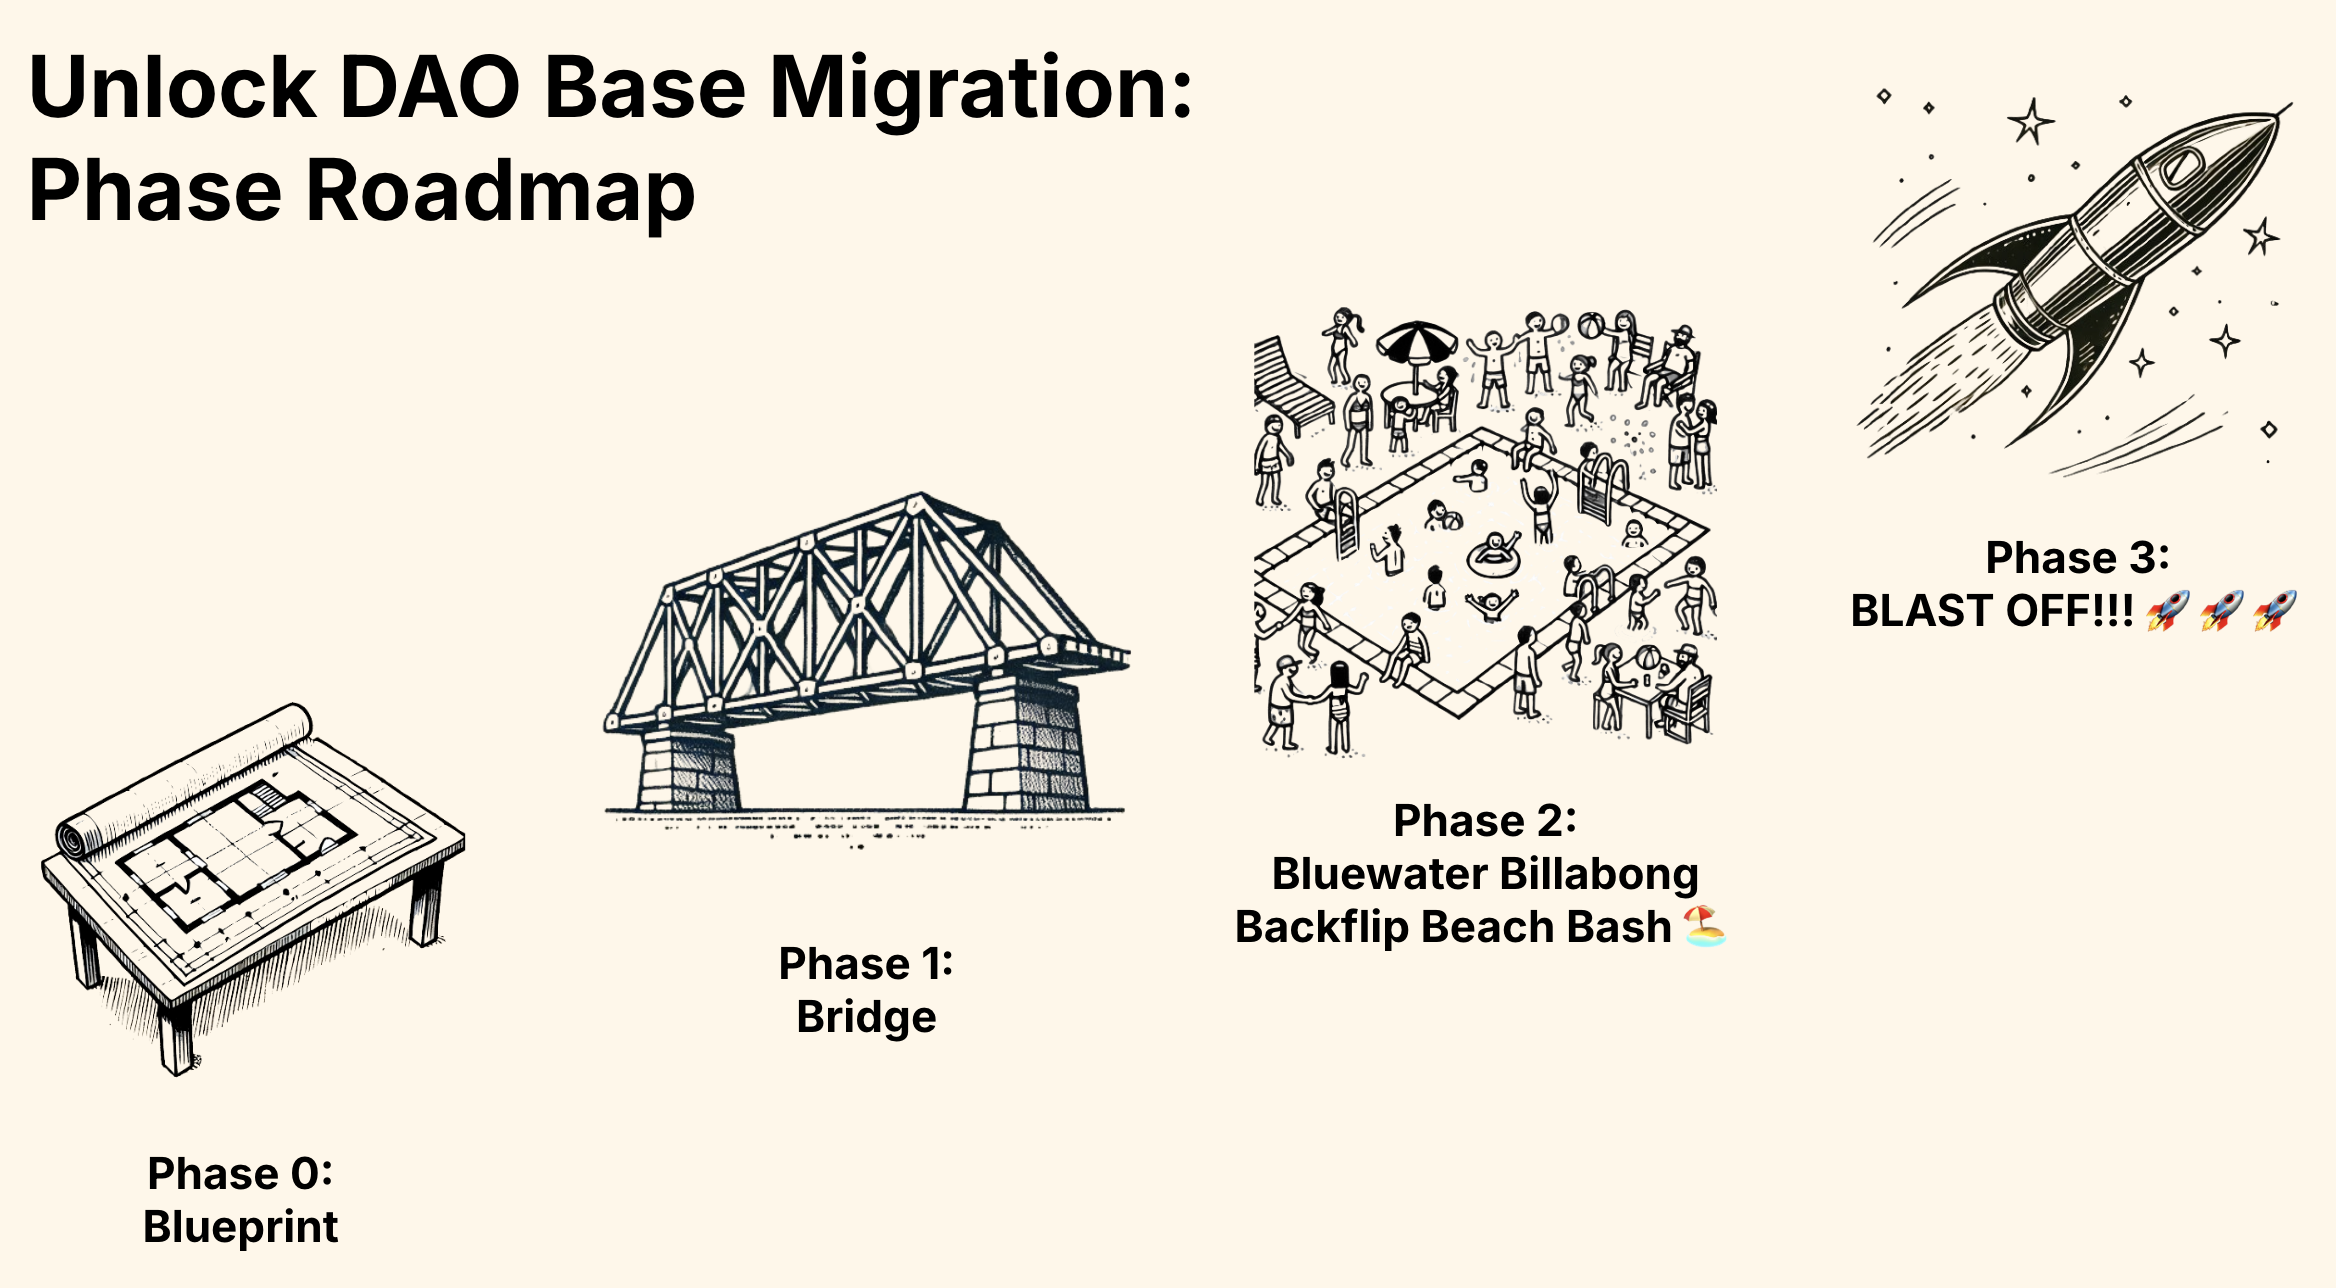 Unlock DAO Base Migration:
Phase Roadmap
Phase 0:
Blueprint
Phase 1:
Bridge
Phase 2:
Bluewater Billabong
Backflip Beach Bash 🏖️
Phase 3:
BLAST OFF!!! 🚀 🚀 🚀